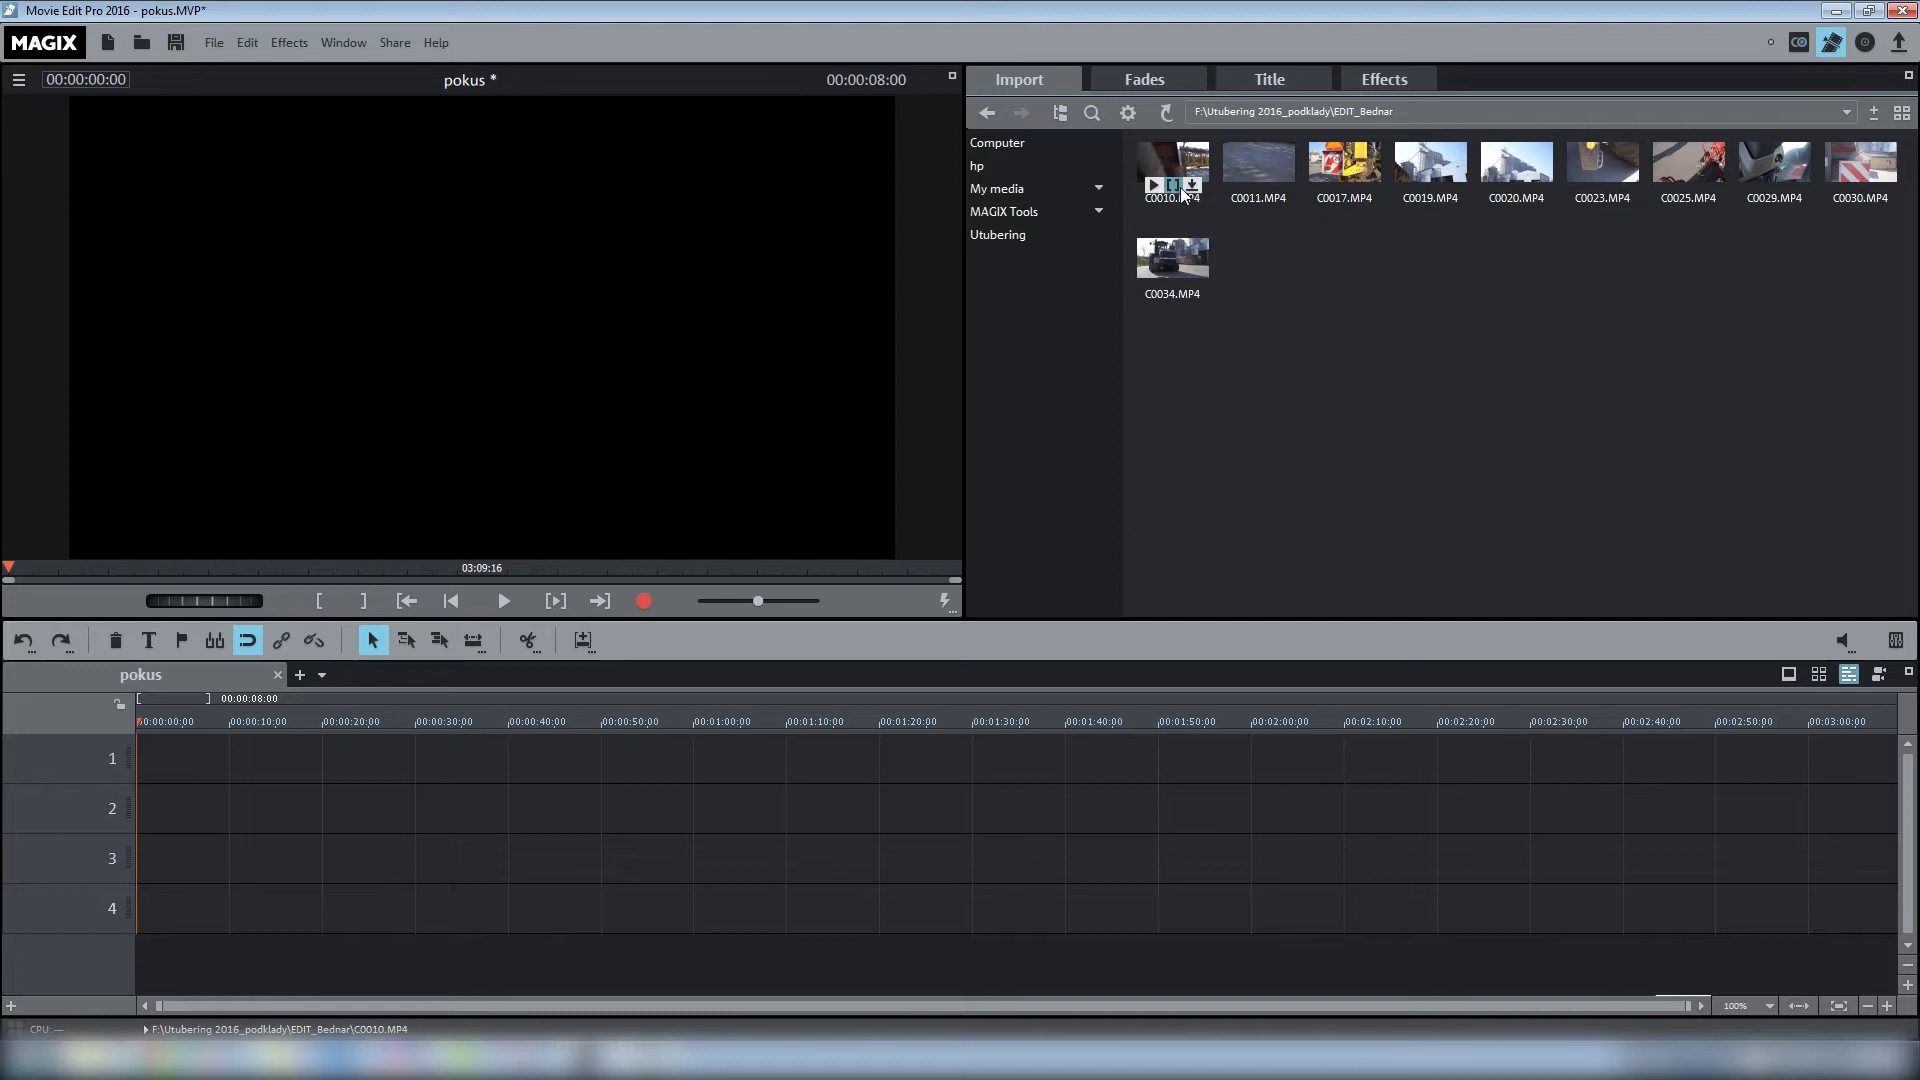 Movie Edit Pro 2016 - pokus.MVP*
MAGIX File Edit Effects Window Share Help
00:00:00:00 pokus * 00:00:08:00
Import Fades Title Effects
F:\Utubering 2016_podklady\EDIT_Bednar
Computer
hp
My media
MAGIX Tools
Utubering
C0010.MP4 C0011.MP4 C0017.MP4 C0019.MP4 C0020.MP4 C0023.MP4 C0025.MP4 C0029.MP4 C0030.MP4
C0034.MP4
03:09:16
pokus
00:00:08:00
00:00:00:00 00:00:10:00 00:00:20:00 00:00:30:00 00:00:40:00 00:00:50:00 00:01:00:00 00:01:10:00 00:01:20:00 00:01:30:00 00:01:40:00 00:01:50:00 00:02:00:00 00:02:10:00 00:02:20:00 00:02:30:00 00:02:40:00 00:02:50:00 00:03:00:00
1
2
3
4
100%
CPU: — F:\Utubering 2016_podklady\EDIT_Bednar\C0010.MP4